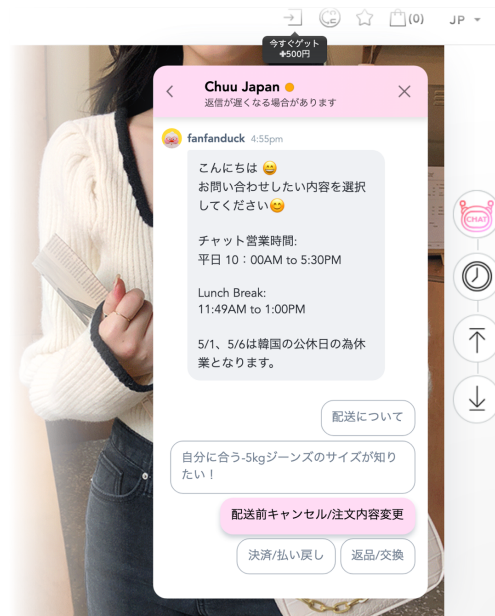 (0)
JP
今すぐゲット
+500円
Chuu Japan
返信が遅くなる場合があります
fanfanduck 4:55pm
こんにちは 😄
お問い合わせしたい内容を選択
してください😊
チャット営業時間:
平日 10：00AM to 5:30PM
Lunch Break:
11:49AM to 1:00PM
5/1、5/6は韓国の公休日の為休
業となります。
CHAT
配送について
自分に合う-5kgジーンズのサイズが知り
たい！
配送前キャンセル/注文内容変更
決済/払い戻し
返品/交換